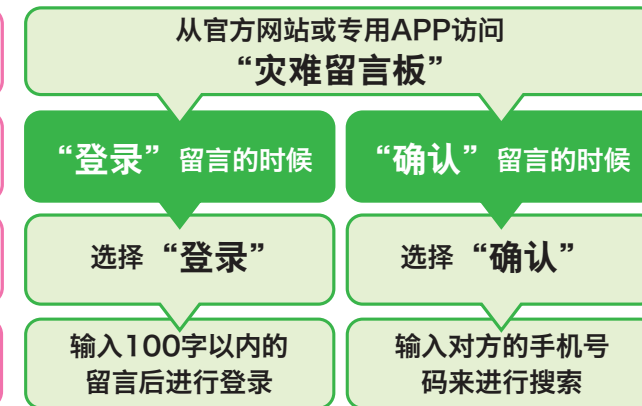 从官方网站或专用APP访问
“灾难留言板”
“登录”留言的时候
选择“登录”
输入100字以内的
留言后进行登录
“确认”留言的时候
选择“确认”
输入对方的手机号
码来进行搜索